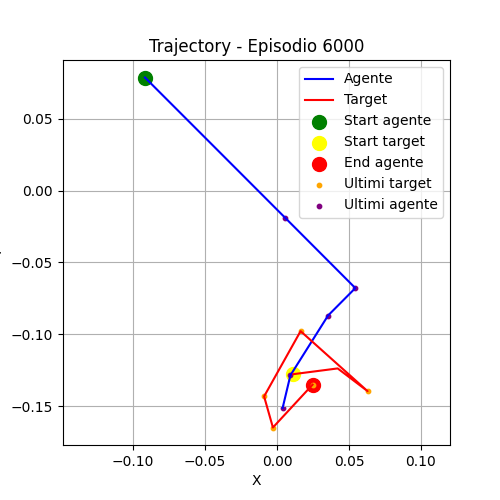 Trajectory - Episodio 6000
Agente
Target
Start agente
Start target
End agente
Ultimi target
Ultimi agente
0.05
0.00
−0.05
−0.10
−0.15
−0.10
−0.05
0.00
0.05
0.10
X